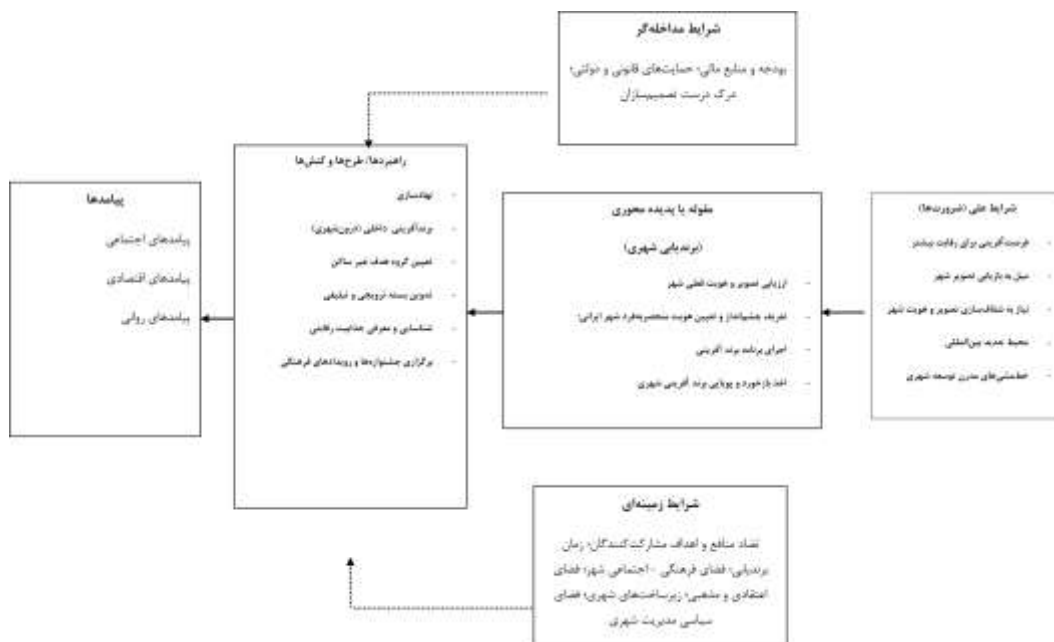 شرایط مداخله‌گر
بودجه و منابع مالی؛ حمایت‌های قانونی و دولتی؛
درک درست تصمیم‌سازان
شرایط علی (ضرورت‌ها)
- فرصت‌آفرینی برای رقابت بیشتر
- میل به بازیابی تصویر شهر
- نیاز به شفاف‌سازی تصویر و هویت شهر
- محیط جدید بین‌المللی
- خط‌مشی‌های مدرن توسعه شهری
مقوله یا پدیده محوری
(برندیابی شهری)
- ارزیابی تصویر و هویت فعلی شهر
- تعریف چشم‌انداز و تعیین هویت منحصربه‌فرد شهر ایرانی؛
- اجرای برنامه برند آفرینی
- اخذ بازخورد و پویایی برند آفرینی شهری
راهبردها/ طرح‌ها و کنش‌ها
- نهادسازی
- برندآفرینی داخلی (درون‌شهری)
- تعیین گروه هدف غیر ساکن
- تدوین بسته ترویجی و تبلیغی
- شناسایی و معرفی جذابیت رقابتی
- برگزاری جشنواره‌ها و رویدادهای فرهنگی
پیامدها
پیامدهای اجتماعی
پیامدهای اقتصادی
پیامدهای روانی
شرایط زمینه‌ای
تضاد منافع و اهداف مشارکت‌کنندگان؛ زمان
برندیابی؛ فضای فرهنگی -اجتماعی شهر؛ فضای
اعتقادی و مذهبی؛ زیرساخت‌های شهری؛ فضای
سیاسی مدیریت شهری